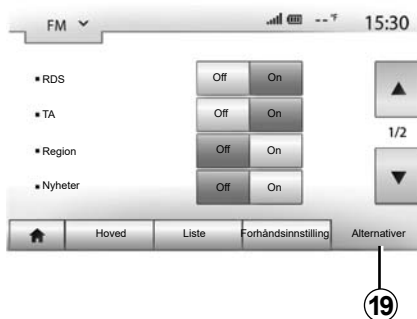 FM -- °F 15:30
RDS Off On
TA Off On
1/2
Region Off On
Nyheter Off On
Hoved Liste Forhåndsinnstilling Alternativer
19